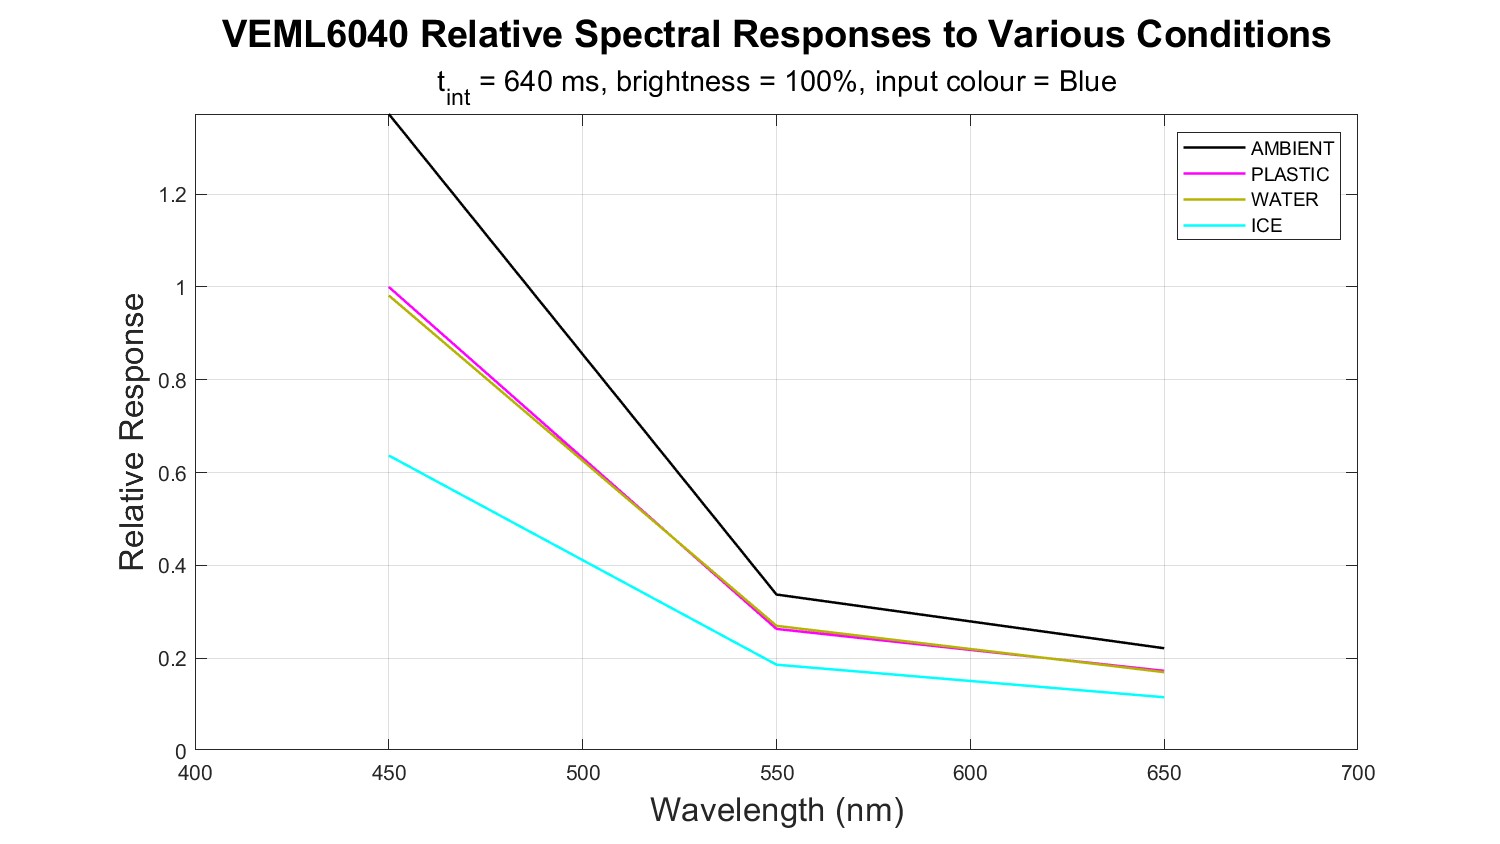 VEML6040 Relative Spectral Responses to Various Conditions
t_int = 640 ms, brightness = 100%, input colour = Blue
AMBIENT
PLASTIC
WATER
ICE
Relative Response
1.2
1
0.8
0.6
0.4
0.2
0
400 450 500 550 600 650 700
Wavelength (nm)